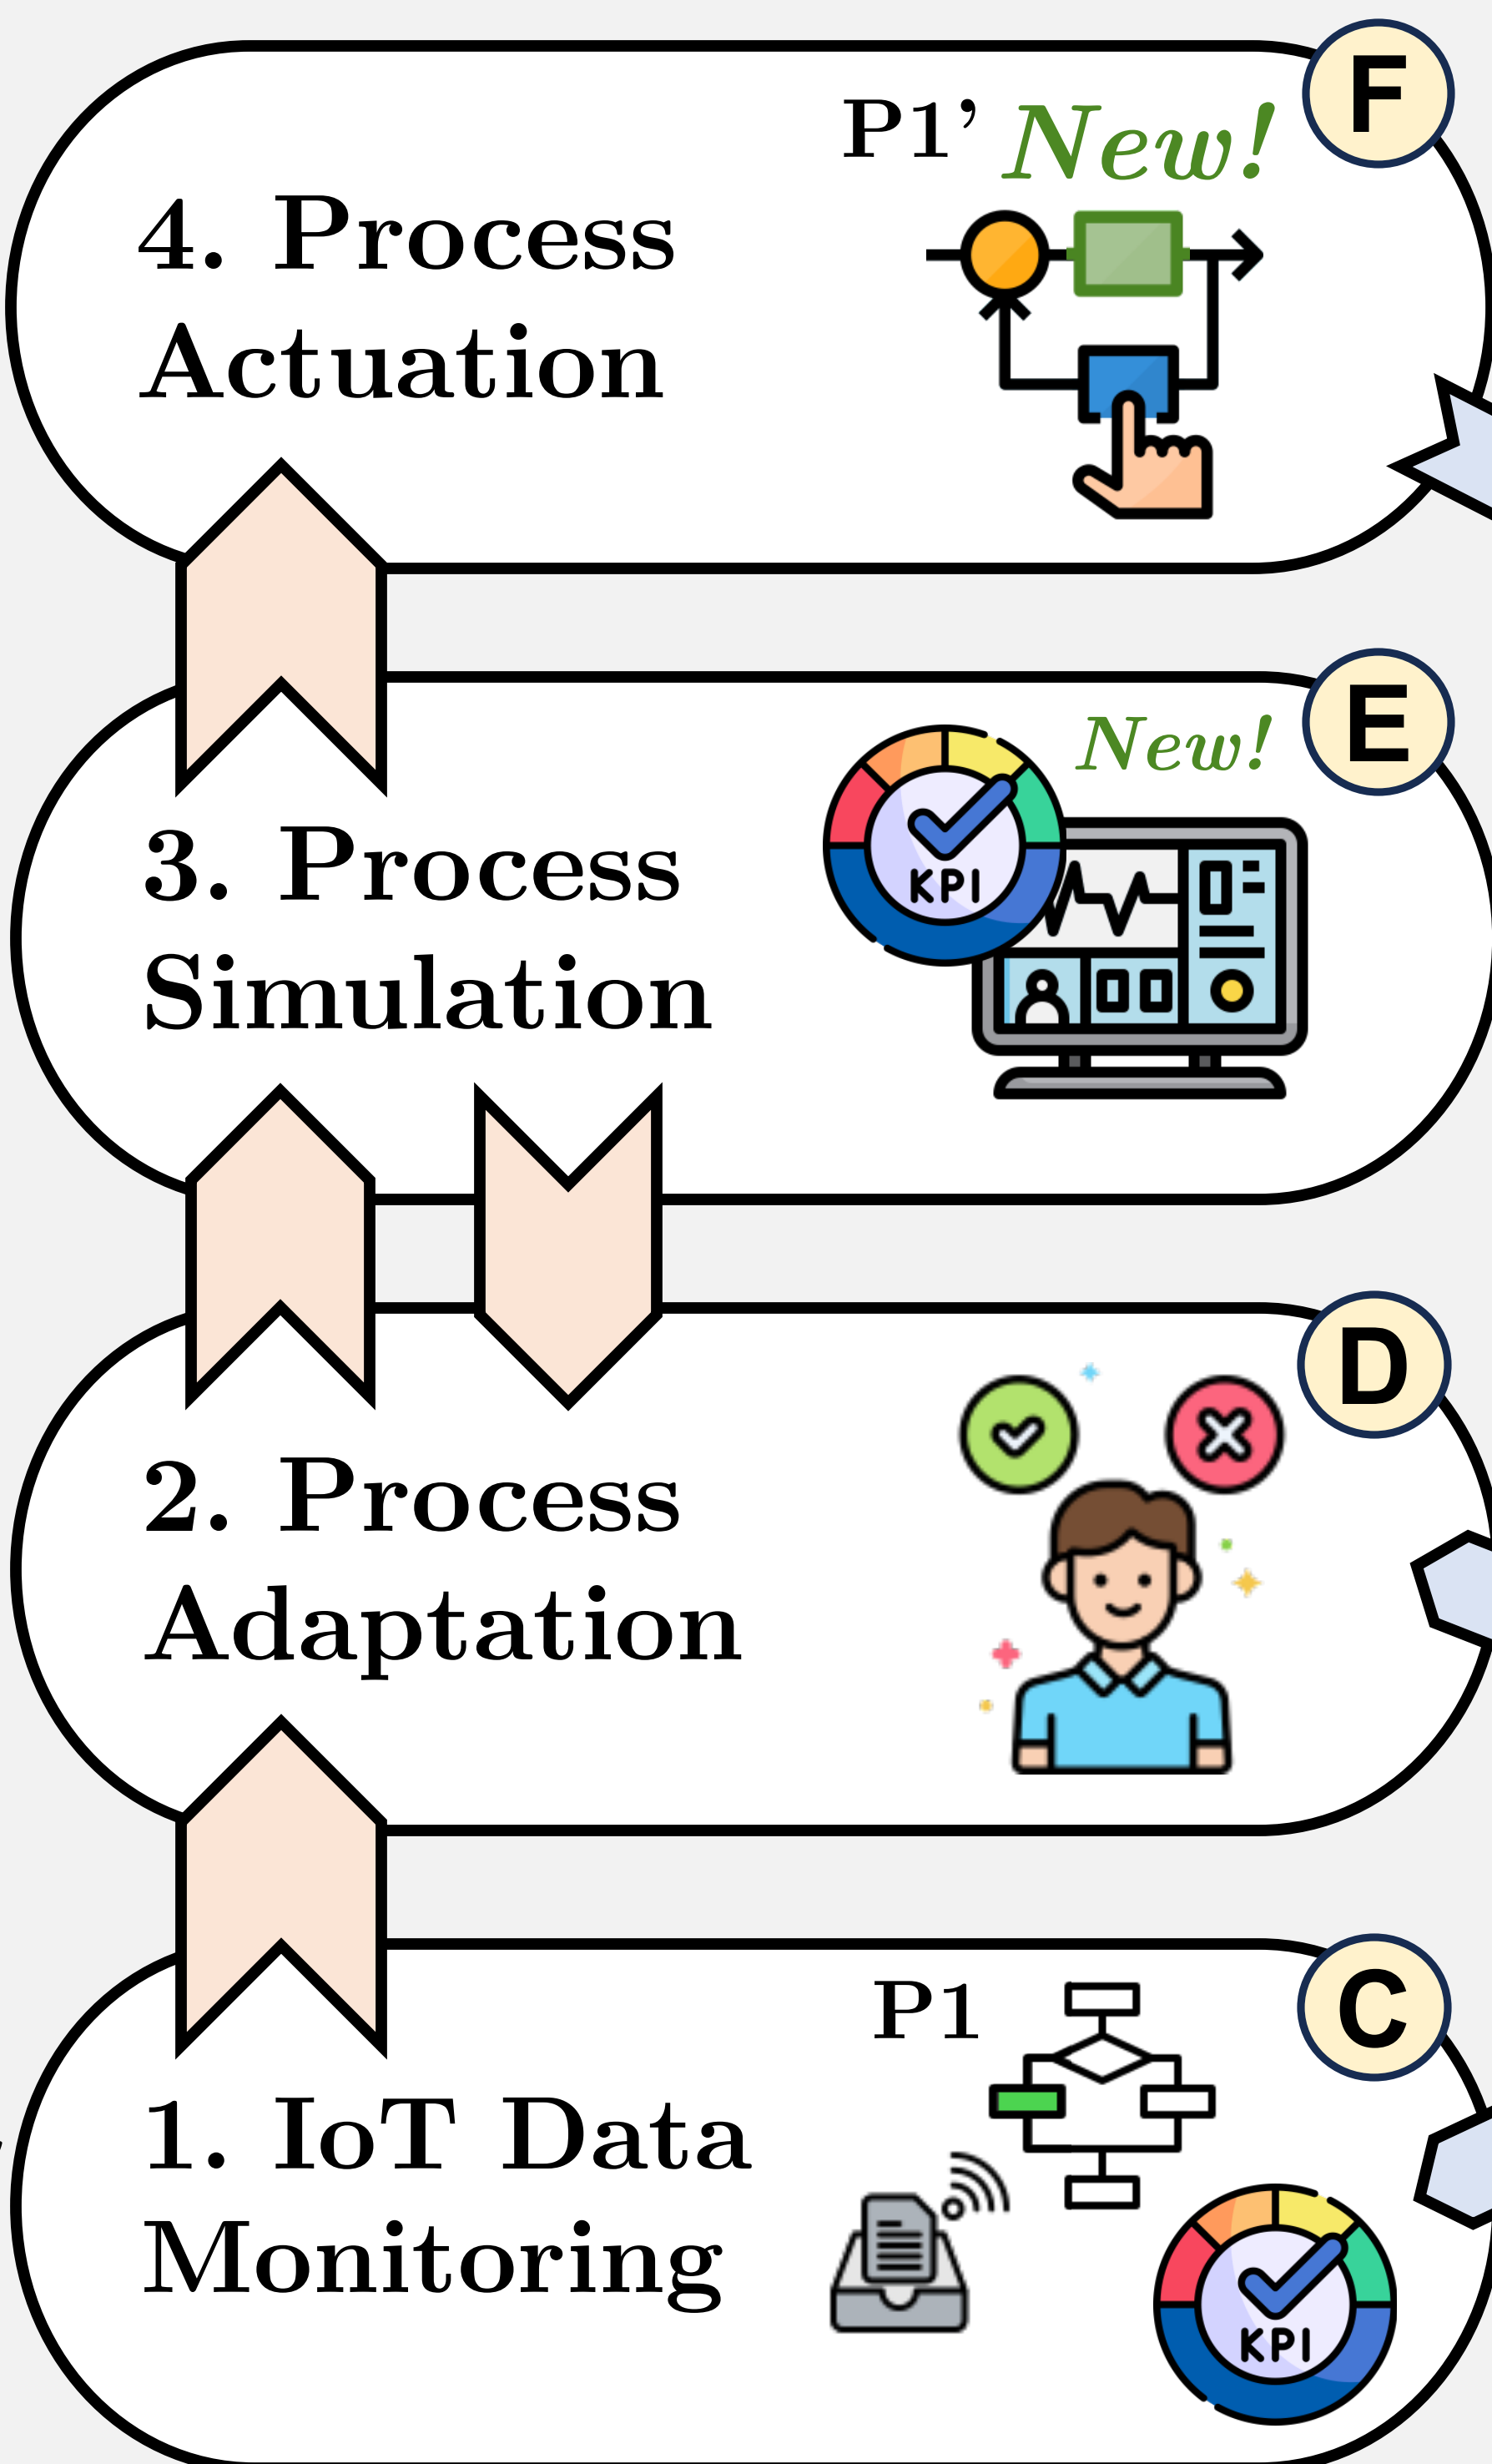 P1’ New!
F
4. Process
Actuation
New!
E
KPI
3. Process
Simulation
D
2. Process
Adaptation
P1
C
1. IoT Data
Monitoring
KPI